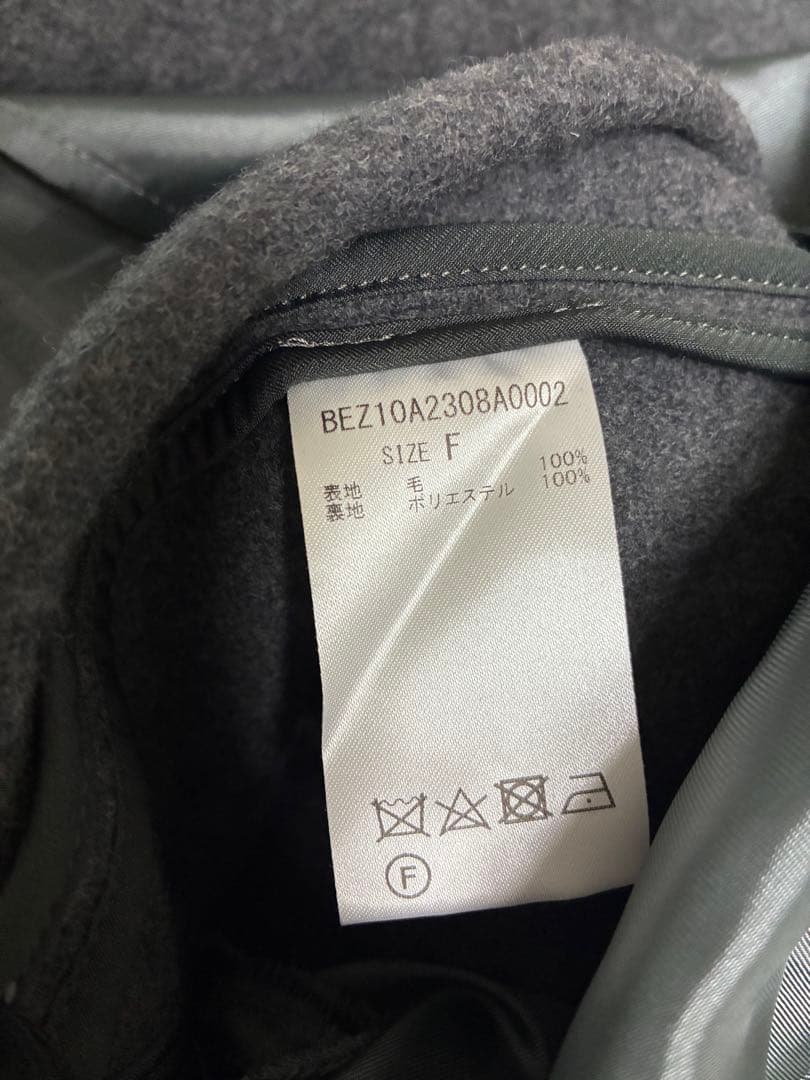 BEZ10A2308A0002
SIZE F
表地 毛 100%
裏地 ポリエステル 100%
F